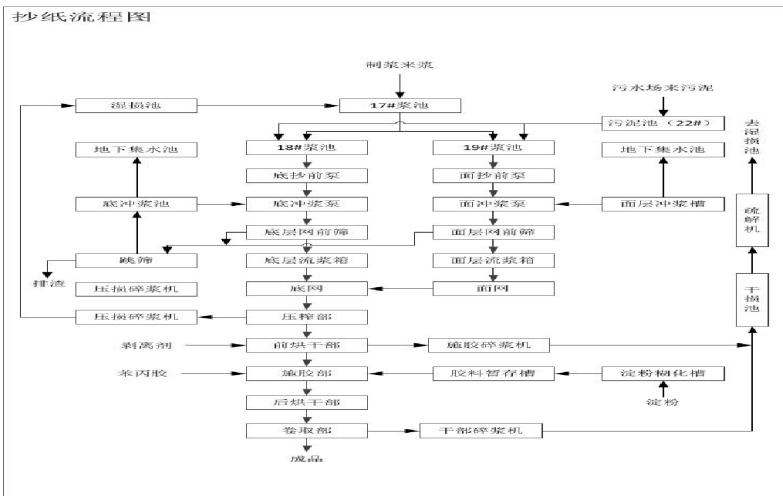 抄纸流程图
制浆来浆
污水场来污泥
湿损池
17#浆池
污泥池（22#）
去湿损池
地下集水池
18#浆池
19#浆池
地下集水池
底抄前泵
面抄前泵
底冲浆池
底冲浆泵
面冲浆泵
面层冲浆槽
疏解机
底层网前筛
面层网前筛
跳筛
底层流浆箱
面层流浆箱
排渣
压损碎浆机
底网
面网
干损池
压损碎浆机
压榨部
剥离剂
前烘干部
施胶碎浆机
苯丙胶
施胶部
胶料暂存槽
淀粉糊化槽
后烘干部
淀粉
卷取部
干部碎浆机
成品